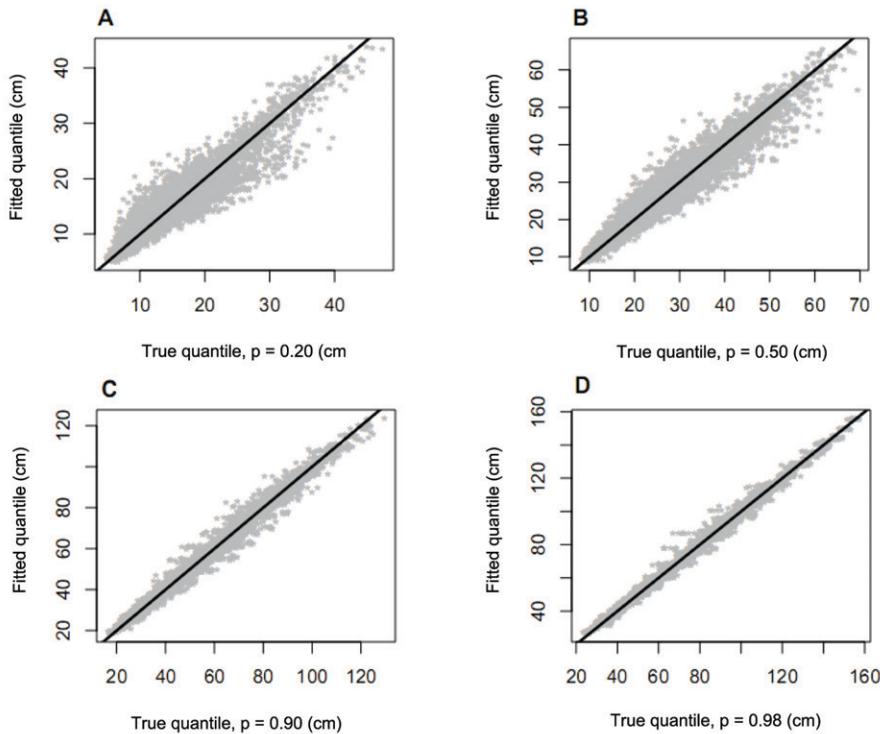 A
Fitted quantile (cm)
40
30
20
10
10 20 30 40
True quantile, p = 0.20 (cm
B
Fitted quantile (cm)
60
50
40
30
20
10
10 20 30 40 50 60 70
True quantile, p = 0.50 (cm)
C
Fitted quantile (cm)
120
80
60
40
20
20 40 60 80 100 120
True quantile, p = 0.90 (cm)
D
Fitted quantile (cm)
160
120
80
40
20 40 60 80 120 160
True quantile, p = 0.98 (cm)